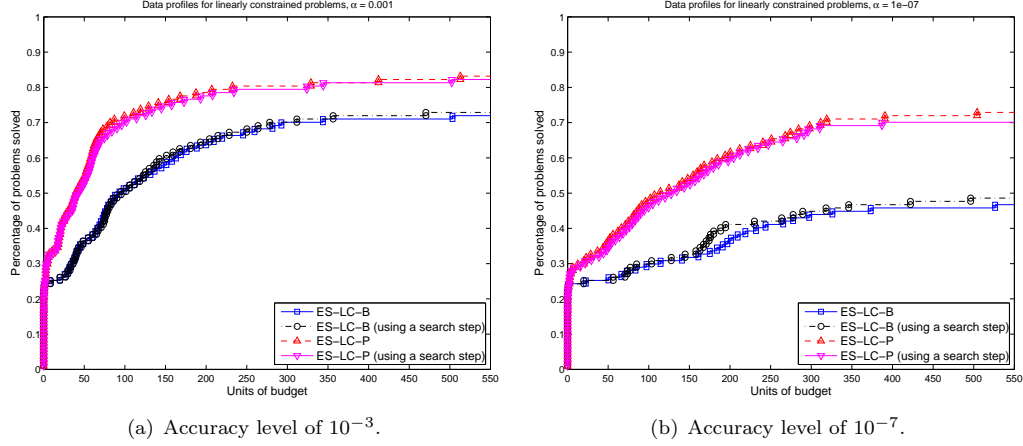 Data profiles for linearly constrained problems, α = 0.001
1
0.9
0.8
0.7
0.6
0.5
0.4
0.3
0.2
0.1
0
Percentage of problems solved
ES−LC−B
ES−LC−B (using a search step)
ES−LC−P
ES−LC−P (using a search step)
0 50 100 150 200 250 300 350 400 450 500 550
Units of budget
(a) Accuracy level of 10⁻³.
Data profiles for linearly constrained problems, α = 1e−07
1
0.9
0.8
0.7
0.6
0.5
0.4
0.3
0.2
0.1
0
Percentage of problems solved
ES−LC−B
ES−LC−B (using a search step)
ES−LC−P
ES−LC−P (using a search step)
0 50 100 150 200 250 300 350 400 450 500 550
Units of budget
(b) Accuracy level of 10⁻⁷.